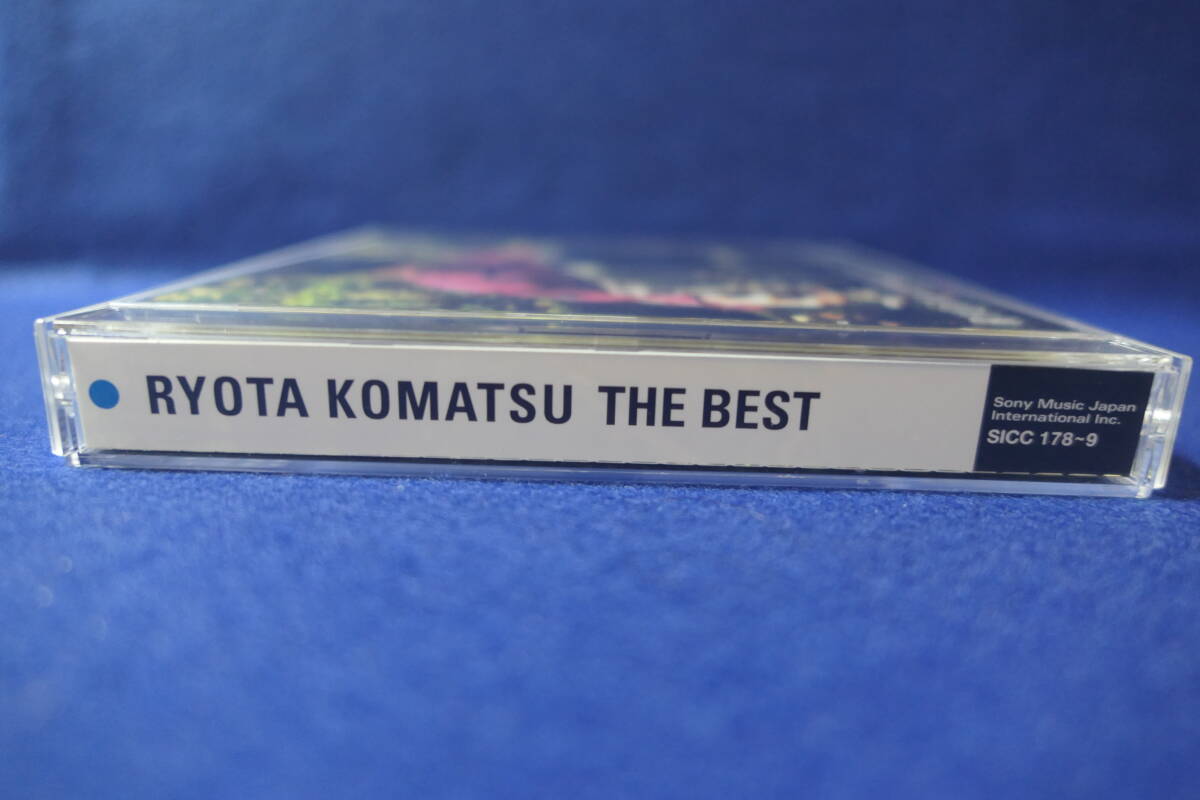 RYOTA KOMATSU THE BEST
Sony Music Japan
International Inc.
SICC 178~9